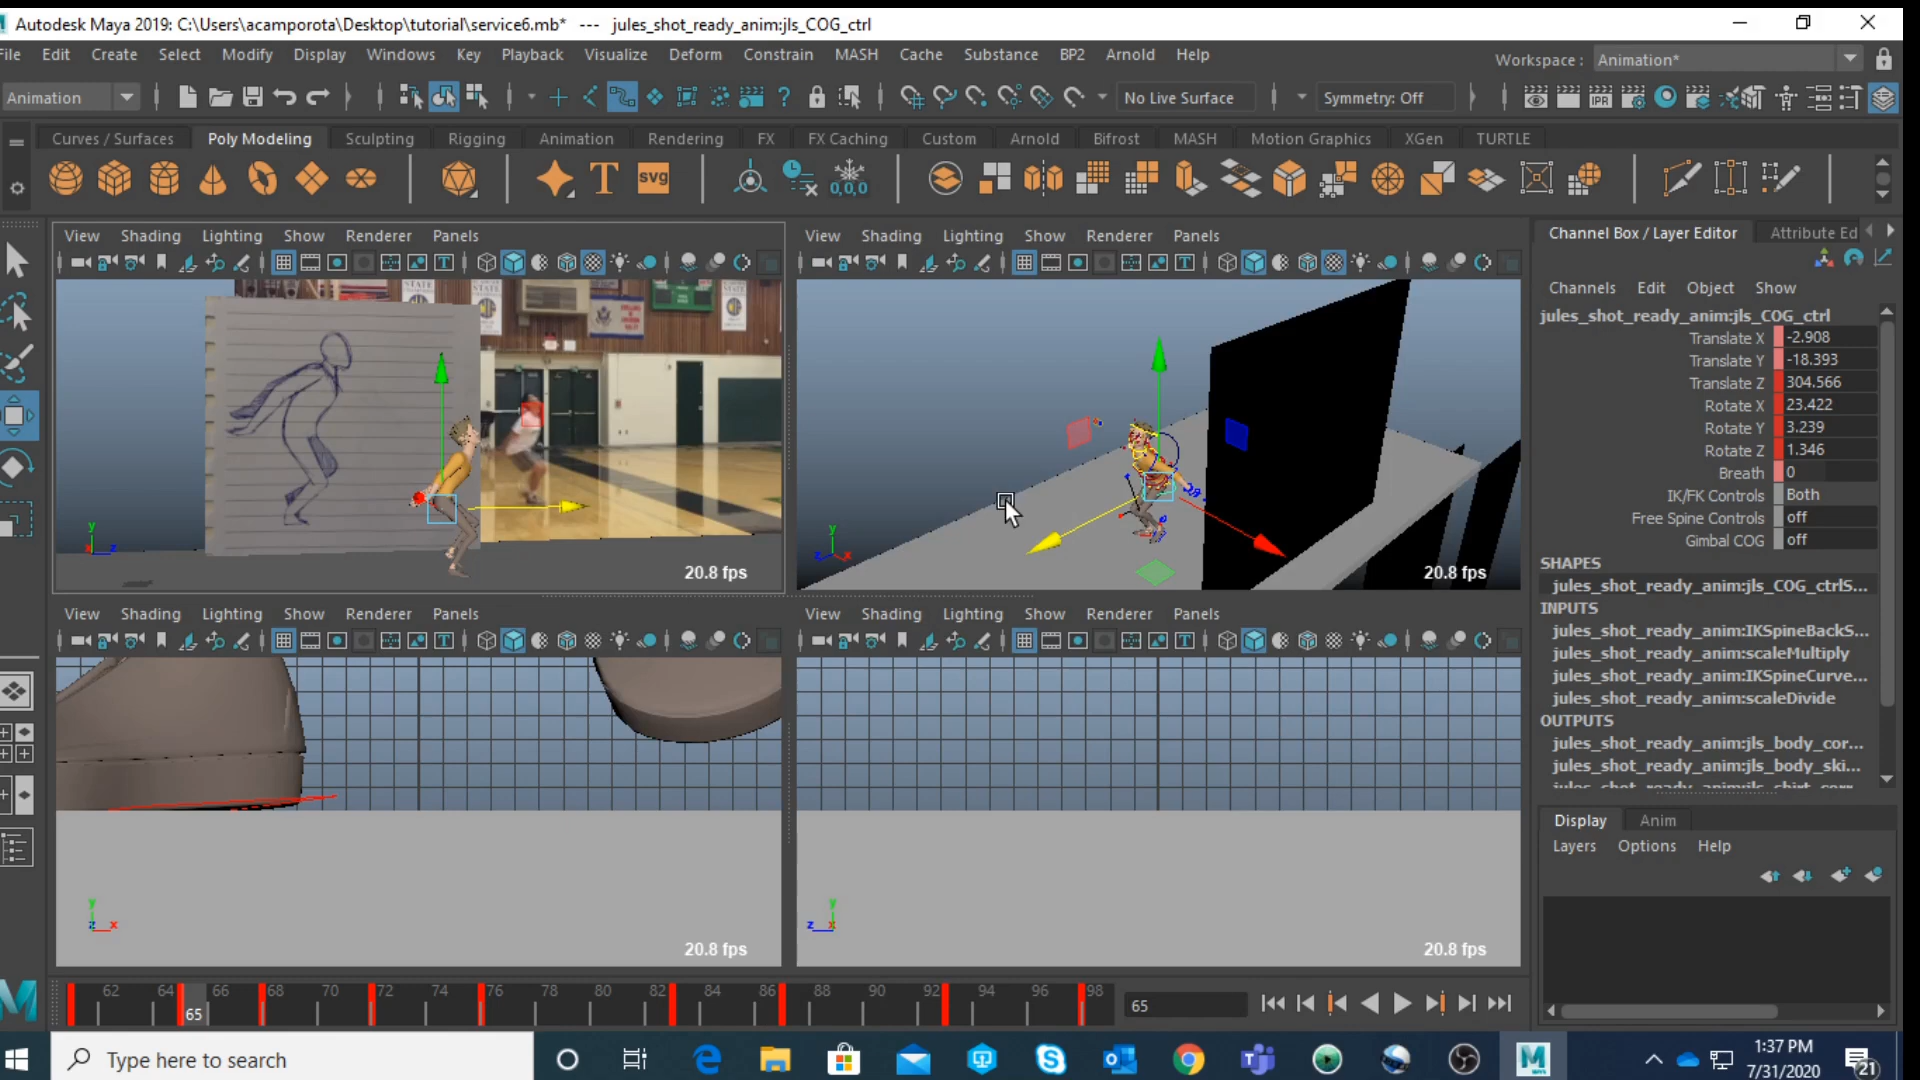 Autodesk Maya 2019: C:\Users\acamporota\Desktop\tutorial\service6.mb* --- jules_shot_ready_anim:jls_COG_ctrl
File Edit Create Select Modify Display Windows Key Playback Visualize Deform Constrain MASH Cache Substance BP2 Arnold Help Workspace : Animation*
Animation No Live Surface Symmetry: Off IPR
Curves / Surfaces Poly Modeling Sculpting Rigging Animation Rendering FX FX Caching Custom Arnold Bifrost MASH Motion Graphics XGen TURTLE
T svg 0,0,0
View Shading Lighting Show Renderer Panels
20.8 fps
View Shading Lighting Show Renderer Panels
20.8 fps
View Shading Lighting Show Renderer Panels
20.8 fps
View Shading Lighting Show Renderer Panels
20.8 fps
Channel Box / Layer Editor Attribute Ed
Channels Edit Object Show
jules_shot_ready_anim:jls_COG_ctrl
Translate X -2.908
Translate Y -18.393
Translate Z 304.566
Rotate X 23.422
Rotate Y 3.239
Rotate Z 1.346
Breath 0
IK/FK Controls Both
Free Spine Controls off
Gimbal COG off
SHAPES
jules_shot_ready_anim:jls_COG_ctrlS...
INPUTS
jules_shot_ready_anim:IKSpineBackS...
jules_shot_ready_anim:scaleMultiply
jules_shot_ready_anim:IKSpineCurve...
jules_shot_ready_anim:scaleDivide
OUTPUTS
jules_shot_ready_anim:jls_body_cor...
jules_shot_ready_anim:jls_body_ski...
Display Anim
Layers Options Help
62 64 66 68 70 72 74 76 78 80 82 84 86 88 90 92 94 96 98
65
65
Type here to search
1:37 PM
7/31/2020
21